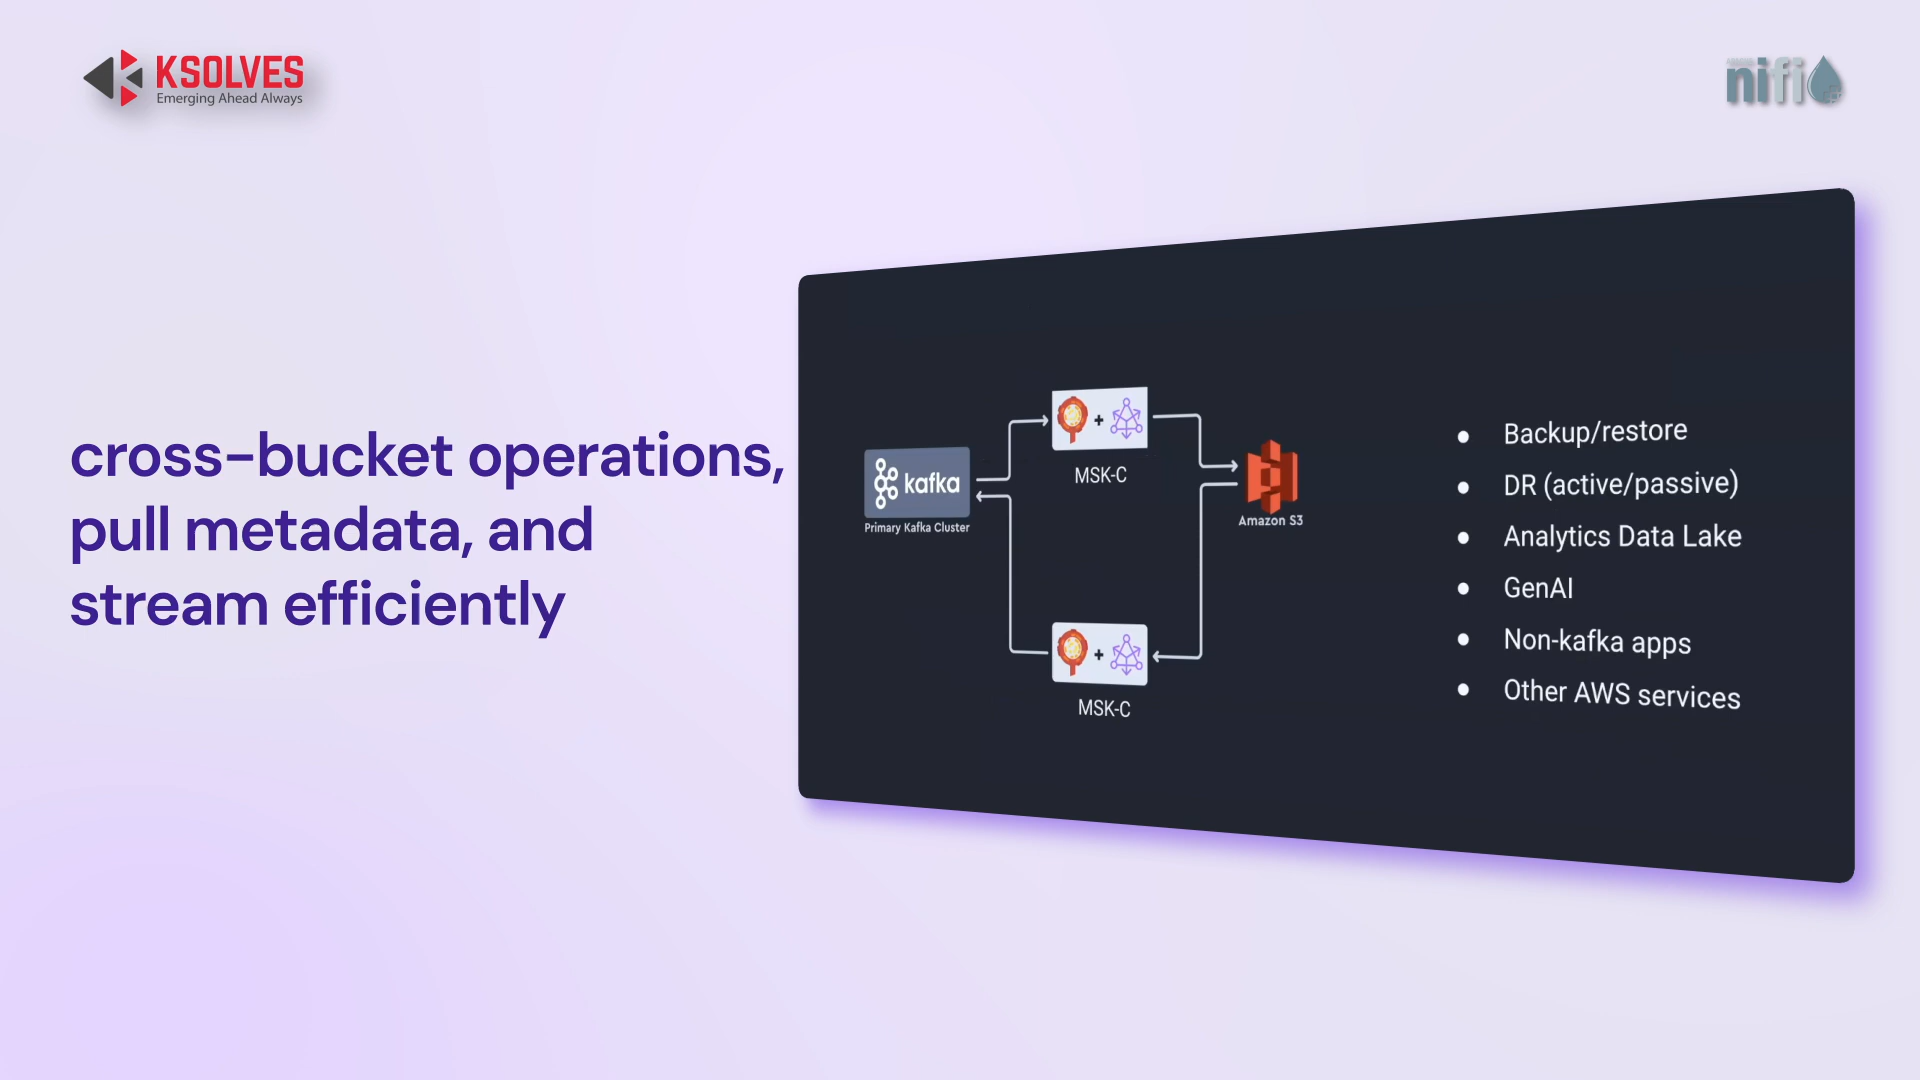 KSOLVES
Emerging Ahead Always
nifi
cross-bucket operations,
pull metadata, and
stream efficiently
kafka
Primary Kafka Cluster
+
MSK-C
Amazon S3
+
MSK-C
• Backup/restore
• DR (active/passive)
• Analytics Data Lake
• GenAI
• Non-kafka apps
• Other AWS services